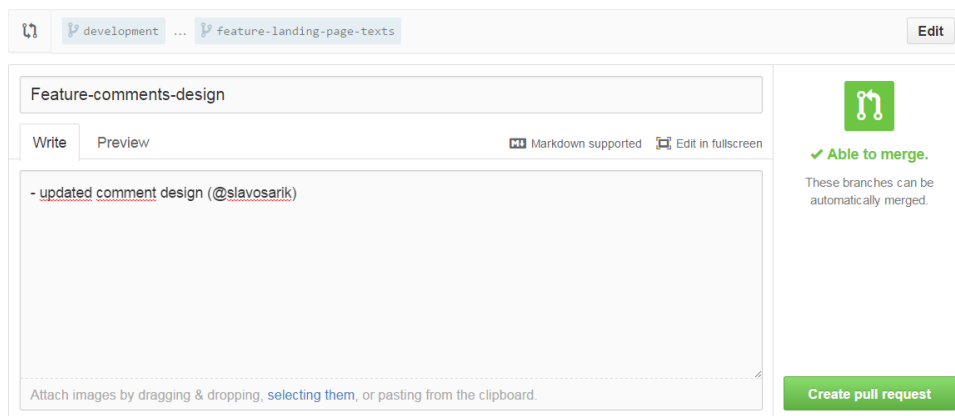 development ... feature-landing-page-texts Edit
Feature-comments-design
Write Preview Markdown supported Edit in fullscreen
- updated comment design (@slavosarik)
Attach images by dragging & dropping, selecting them, or pasting from the clipboard.
Able to merge.
These branches can be
automatically merged.
Create pull request